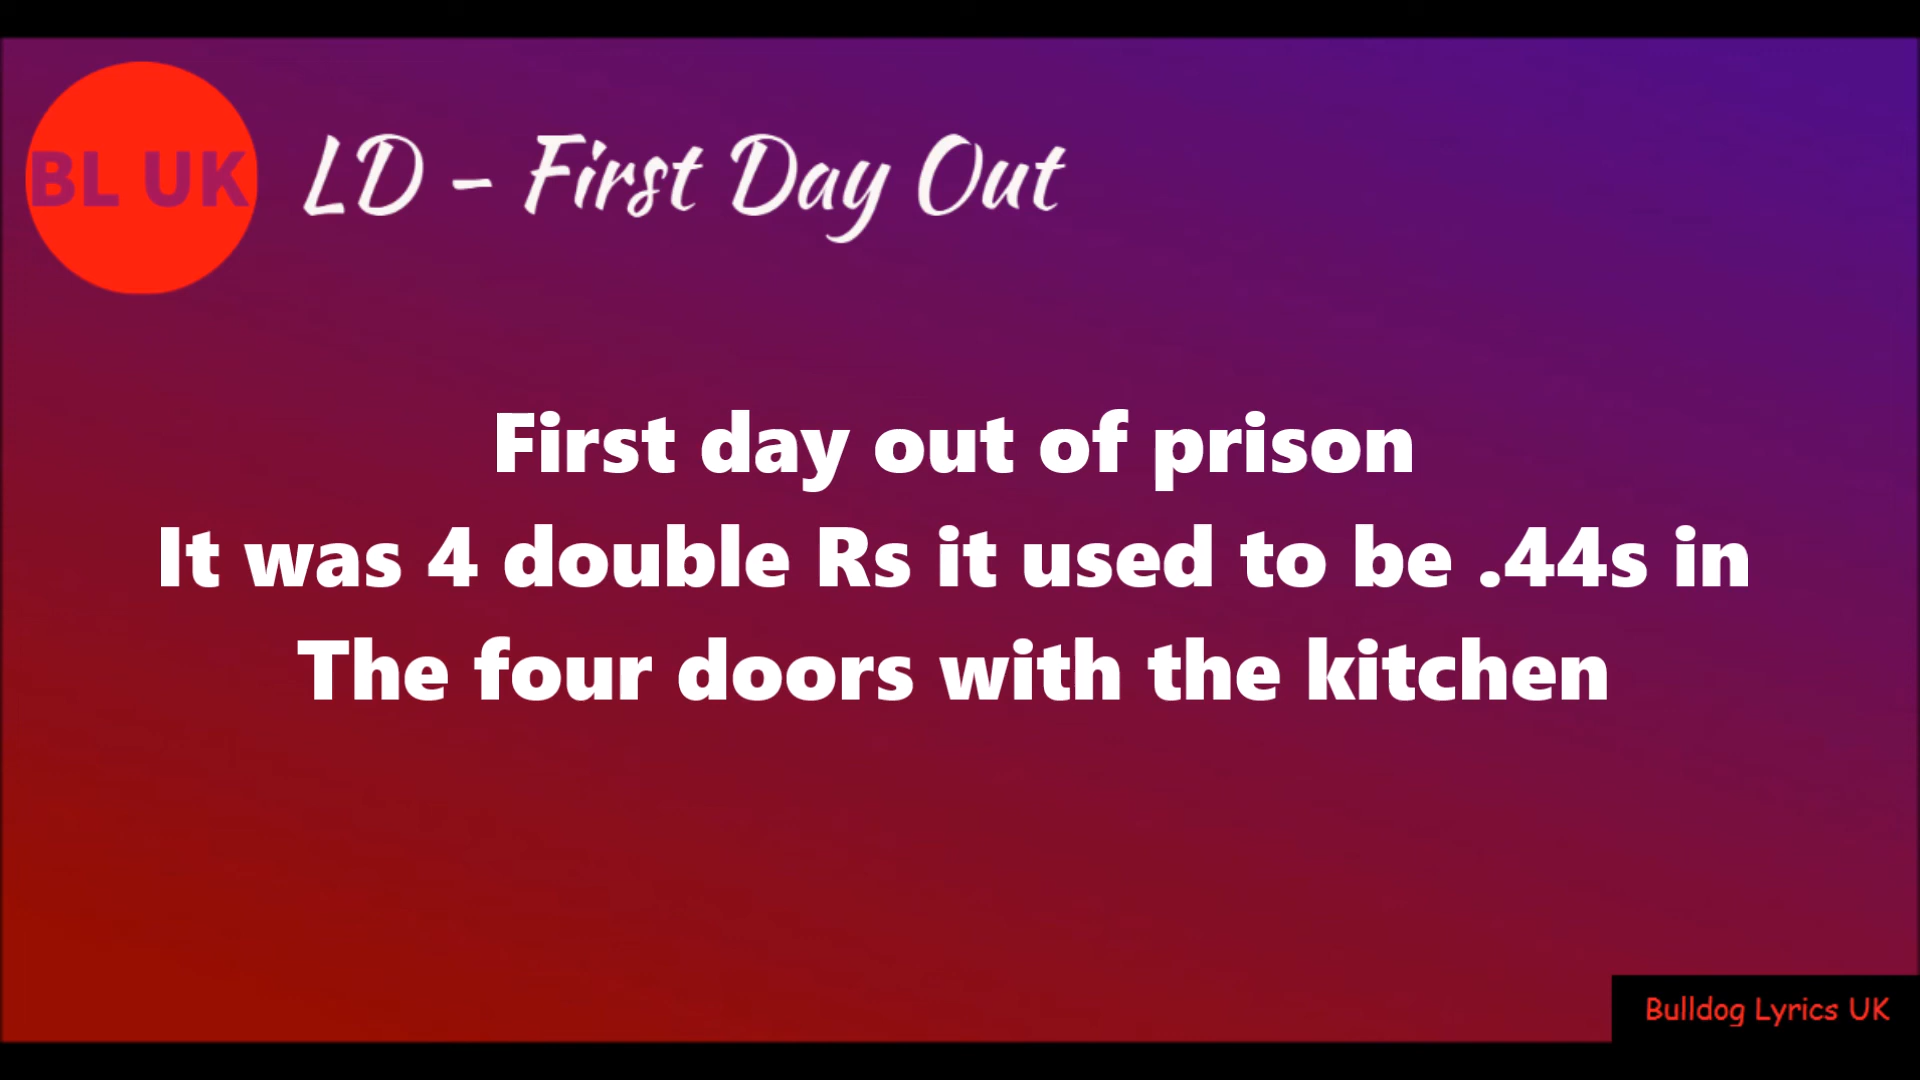 BL UK
LD - First Day Out
First day out of prison
It was 4 double Rs it used to be .44s in
The four doors with the kitchen
Bulldog Lyrics UK